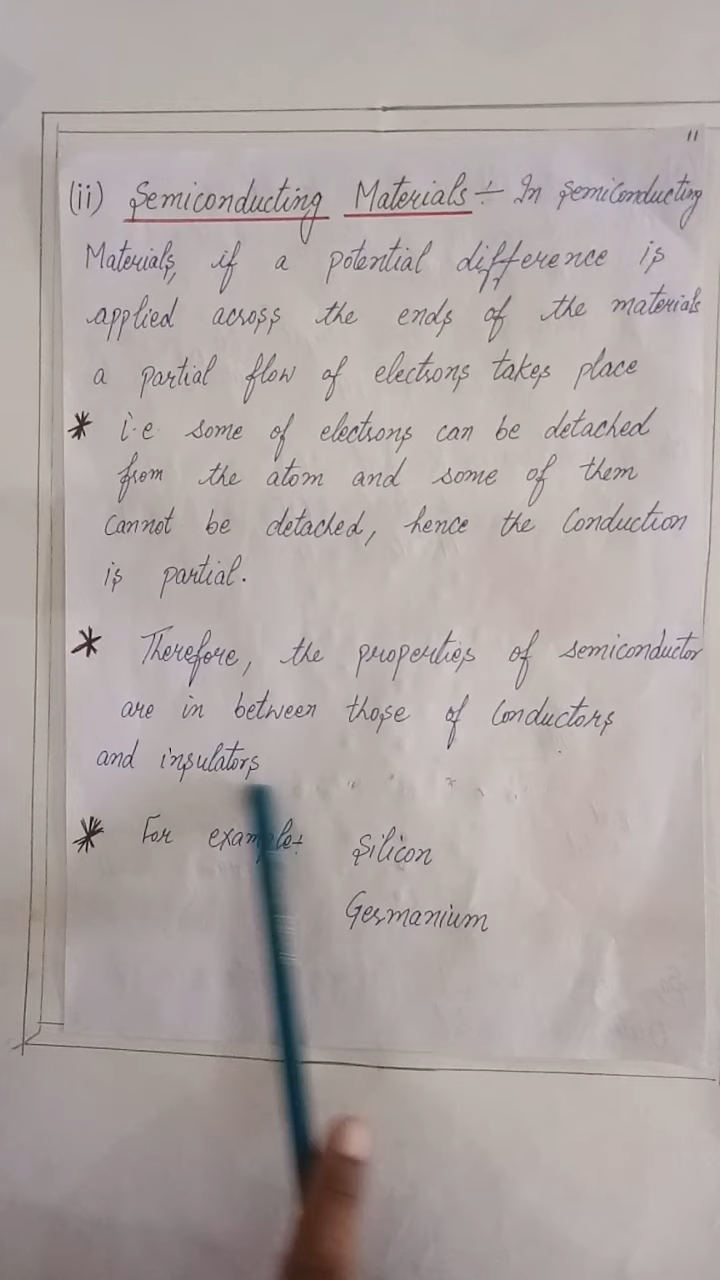 11
(ii) Semiconducting Materials :- In semiconducting
Materials, if a potential difference is
applied across the ends of the materials
a partial flow of electrons takes place
* i.e some of electrons can be detached
from the atom and some of them
cannot be detached, hence the conduction
is partial.
* Therefore, the properties of semiconductor
are in between those of conductors
and insulators
* For example:- Silicon
Germanium